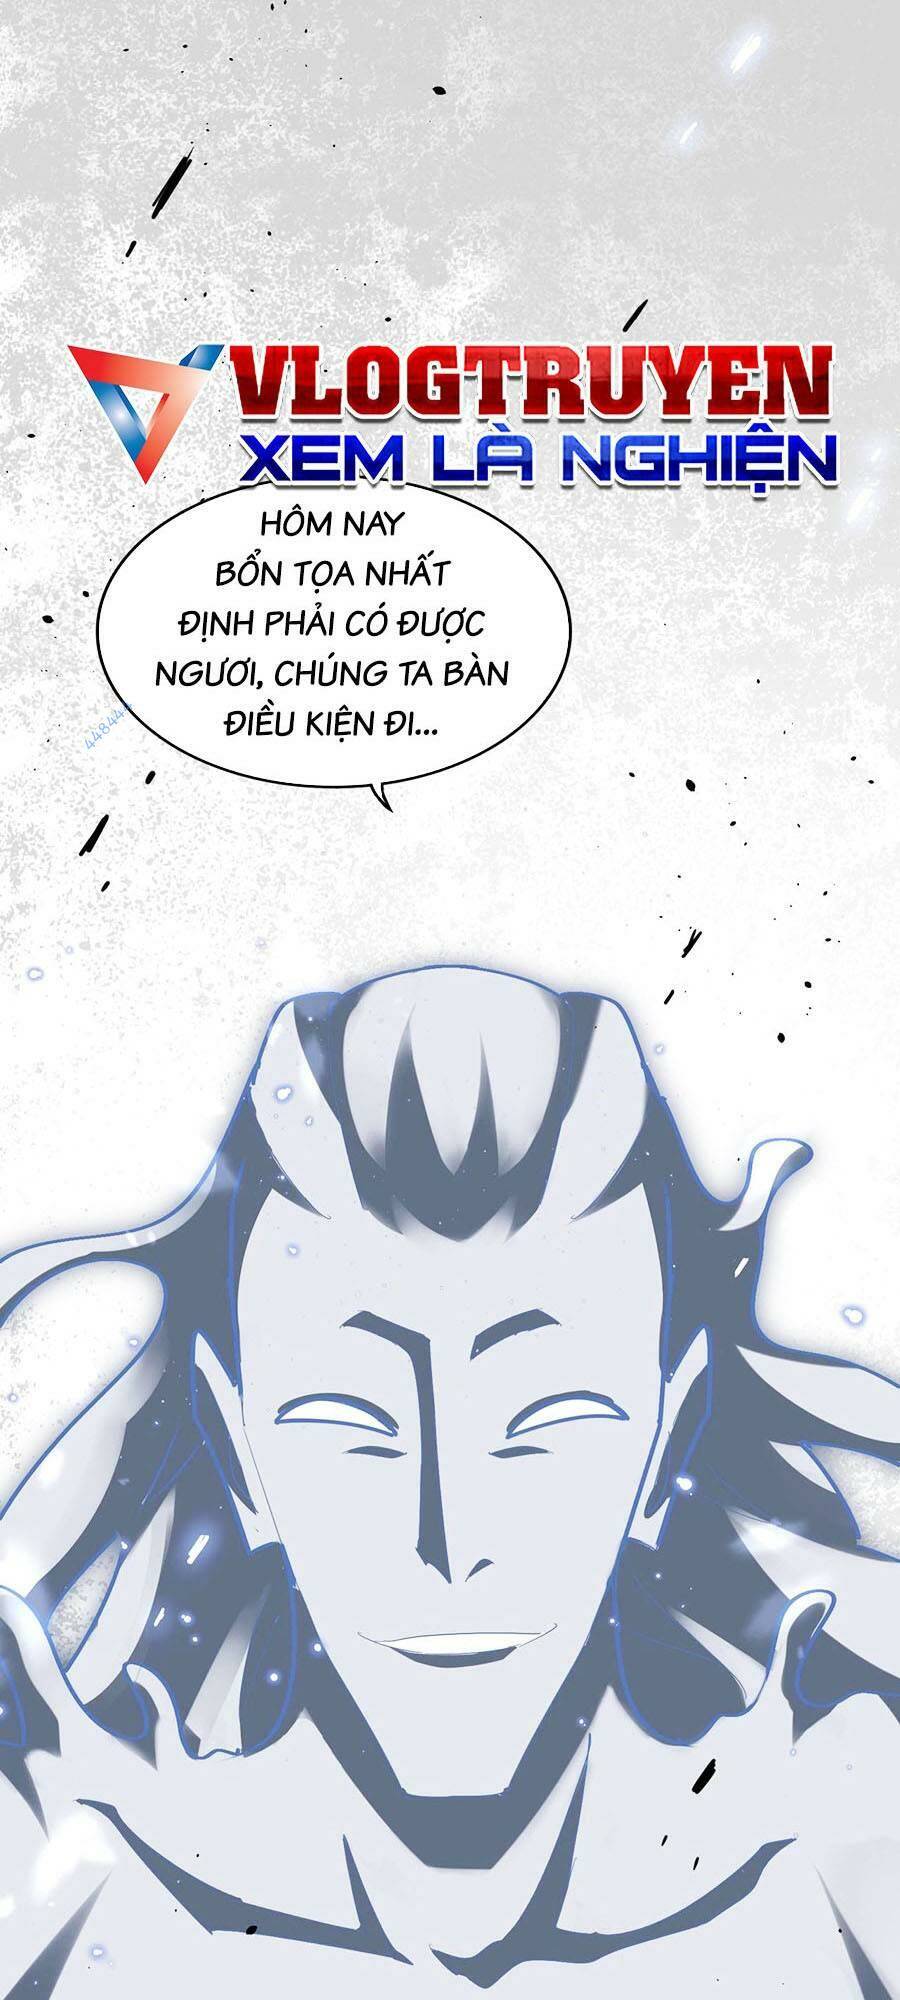 VLOGTRUYEN
XEM LÀ NGHIỆN
HÔM NAY
BỔN TỌA NHẤT
ĐỊNH PHẢI CÓ ĐƯỢC
NGƯƠI, CHÚNG TA BÀN
ĐIỀU KIỆN ĐI...